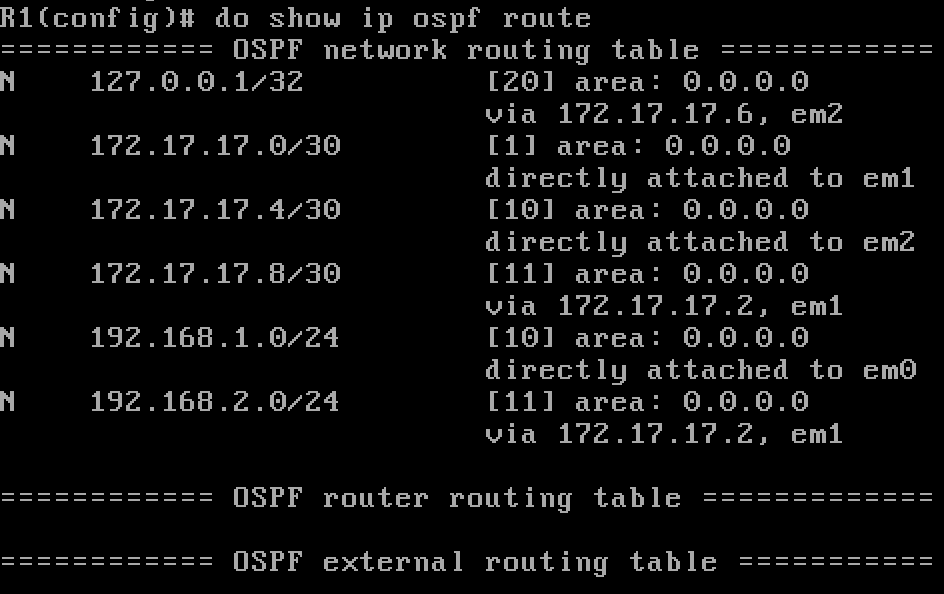 R1(config)# do show ip ospf route
============ OSPF network routing table ============
N    127.0.0.1/32          [20] area: 0.0.0.0
                           via 172.17.17.6, em2
N    172.17.17.0/30        [1] area: 0.0.0.0
                           directly attached to em1
N    172.17.17.4/30        [10] area: 0.0.0.0
                           directly attached to em2
N    172.17.17.8/30        [11] area: 0.0.0.0
                           via 172.17.17.2, em1
N    192.168.1.0/24        [10] area: 0.0.0.0
                           directly attached to em0
N    192.168.2.0/24        [11] area: 0.0.0.0
                           via 172.17.17.2, em1

============ OSPF router routing table =============

============ OSPF external routing table ===========